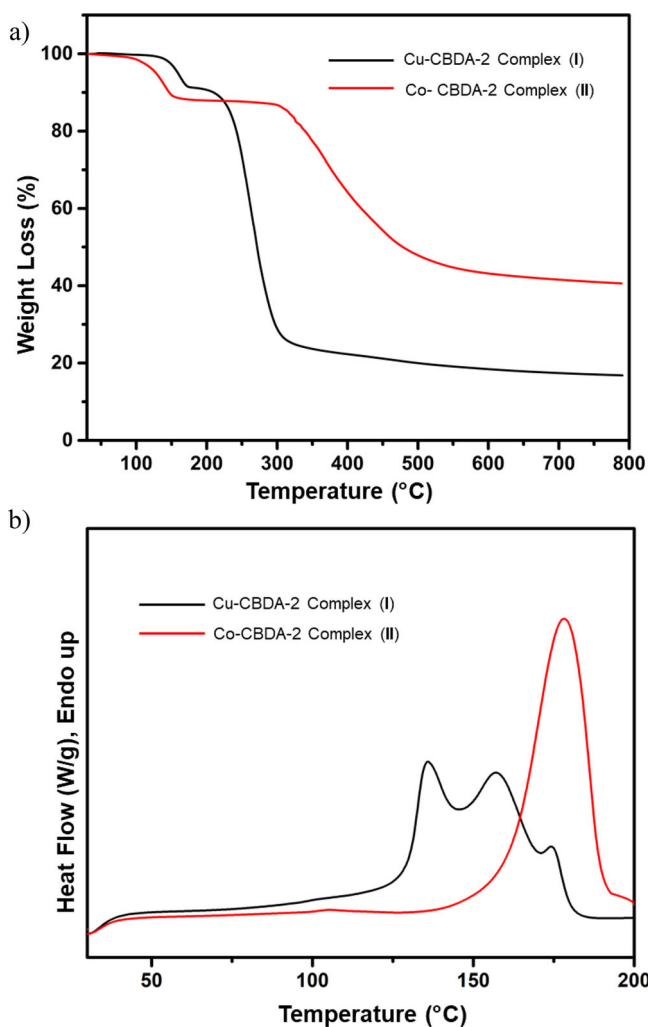 a)
Cu-CBDA-2 Complex (I)
Co- CBDA-2 Complex (II)
Weight Loss (%)
100
80
60
40
20
0
100 200 300 400 500 600 700 800
Temperature (°C)
b)
Cu-CBDA-2 Complex (I)
Co-CBDA-2 Complex (II)
Heat Flow (W/g), Endo up
50 100 150 200
Temperature (°C)